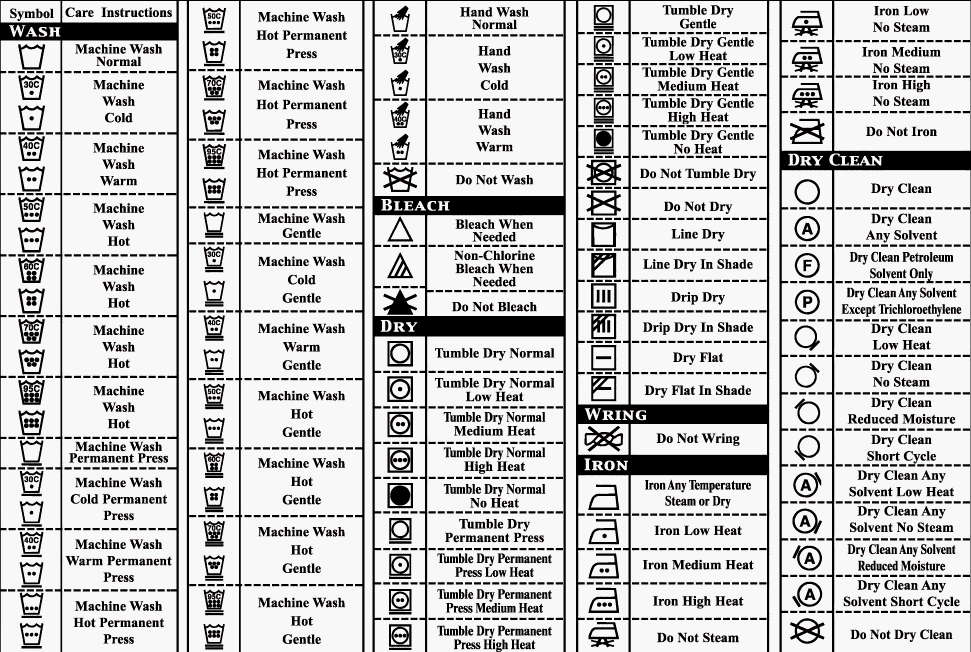 Symbol Care Instructions
WASH
Machine Wash
Normal
30C
Machine
Wash
Cold
40C
Machine
Wash
Warm
50C
Machine
Wash
Hot
60C
Machine
Wash
Hot
70C
Machine
Wash
Hot
95C
Machine
Wash
Hot
Machine Wash
Permanent Press
30C
Machine Wash
Cold Permanent
Press
40C
Machine Wash
Warm Permanent
Press
Machine Wash
Hot Permanent
Press
50C
Machine Wash
Hot Permanent
Press
70C
Machine Wash
Hot Permanent
Press
95C
Machine Wash
Hot Permanent
Press
Machine Wash
Gentle
30C
Machine Wash
Cold
Gentle
40C
Machine Wash
Warm
Gentle
50C
Machine Wash
Hot
Gentle
60C
Machine Wash
Hot
Gentle
70C
Machine Wash
Hot
Gentle
95C
Machine Wash
Hot
Gentle
Hand Wash
Normal
Hand
Wash
Cold
Hand
Wash
Warm
Do Not Wash
BLEACH
Bleach When
Needed
Non-Chlorine
Bleach When
Needed
Do Not Bleach
DRY
Tumble Dry Normal
Tumble Dry Normal
Low Heat
Tumble Dry Normal
Medium Heat
Tumble Dry Normal
High Heat
Tumble Dry Normal
No Heat
Tumble Dry
Permanent Press
Tumble Dry Permanent
Press Low Heat
Tumble Dry Permanent
Press Medium Heat
Tumble Dry Permanent
Press High Heat
Tumble Dry
Gentle
Tumble Dry Gentle
Low Heat
Tumble Dry Gentle
Medium Heat
Tumble Dry Gentle
High Heat
Tumble Dry Gentle
No Heat
Do Not Tumble Dry
Do Not Dry
Line Dry
Line Dry In Shade
Drip Dry
Drip Dry In Shade
Dry Flat
Dry Flat In Shade
WRING
Do Not Wring
IRON
Iron Any Temperature
Steam or Dry
Iron Low Heat
Iron Medium Heat
Iron High Heat
Do Not Steam
Iron Low
No Steam
Iron Medium
No Steam
Iron High
No Steam
Do Not Iron
DRY CLEAN
Dry Clean
A
Dry Clean
Any Solvent
F
Dry Clean Petroleum
Solvent Only
P
Dry Clean Any Solvent
Except Trichloroethylene
Dry Clean
Low Heat
Dry Clean
No Steam
Dry Clean
Reduced Moisture
Dry Clean
Short Cycle
A
Dry Clean Any
Solvent Low Heat
A
Dry Clean Any
Solvent No Steam
A
Dry Clean Any Solvent
Reduced Moisture
A
Dry Clean Any
Solvent Short Cycle
Do Not Dry Clean